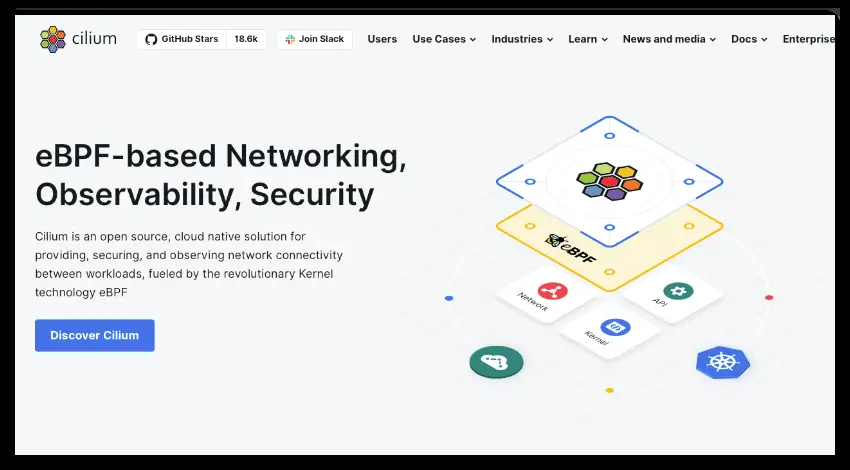 cilium
GitHub Stars 18.6k
Join Slack
Users
Use Cases
Industries
Learn
News and media
Docs
Enterprise
eBPF-based Networking,
Observability, Security
Cilium is an open source, cloud native solution for
providing, securing, and observing network connectivity
between workloads, fueled by the revolutionary Kernel
technology eBPF
Discover Cilium
eBPF
Network
API
Kernel